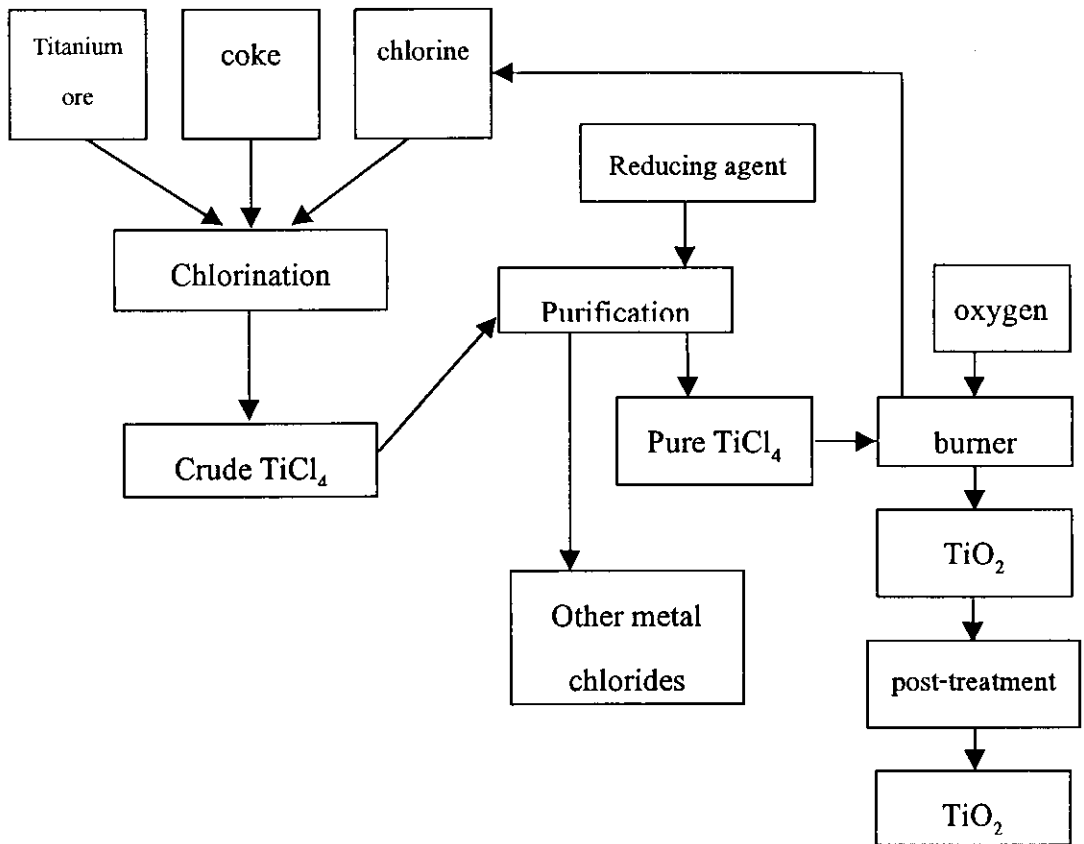 Titanium
ore
coke
chlorine
Reducing agent
Chlorination
Purification
oxygen
Crude TiCl₄
Pure TiCl₄
burner
TiO₂
Other metal
chlorides
post-treatment
TiO₂